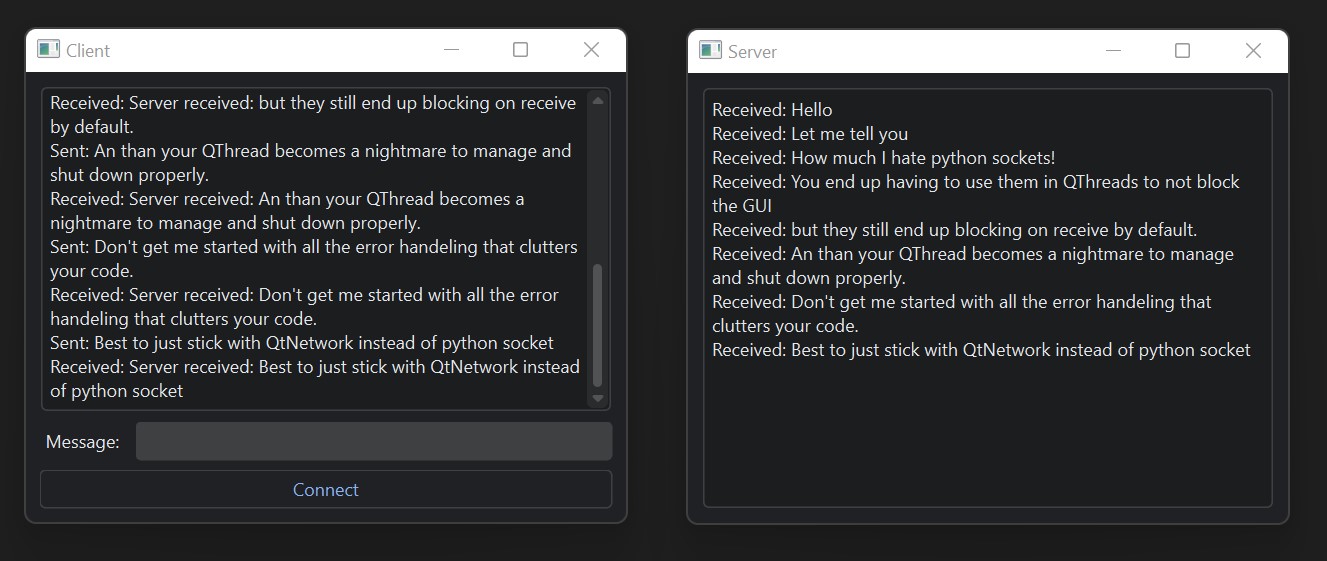 Client
Received: Server received: but they still end up blocking on receive
by default.
Sent: An than your QThread becomes a nightmare to manage and
shut down properly.
Received: Server received: An than your QThread becomes a
nightmare to manage and shut down properly.
Sent: Don't get me started with all the error handeling that clutters
your code.
Received: Server received: Don't get me started with all the error
handeling that clutters your code.
Sent: Best to just stick with QtNetwork instead of python socket
Received: Server received: Best to just stick with QtNetwork instead
of python socket
Message:
Connect
Server
Received: Hello
Received: Let me tell you
Received: How much I hate python sockets!
Received: You end up having to use them in QThreads to not block
the GUI
Received: but they still end up blocking on receive by default.
Received: An than your QThread becomes a nightmare to manage
and shut down properly.
Received: Don't get me started with all the error handeling that
clutters your code.
Received: Best to just stick with QtNetwork instead of python socket